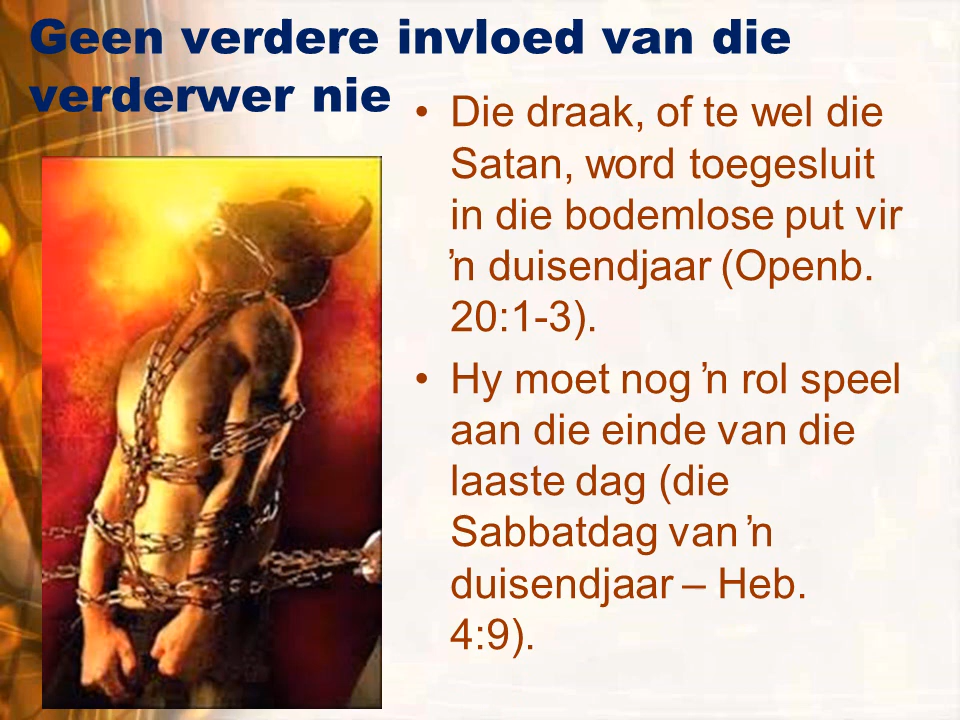 Geen verdere invloed van die
verderwer nie
• Die draak, of te wel die
Satan, word toegesluit
in die bodemlose put vir
’n duisendjaar (Openb.
20:1-3).
• Hy moet nog ’n rol speel
aan die einde van die
laaste dag (die
Sabbatdag van ’n
duisendjaar – Heb.
4:9).